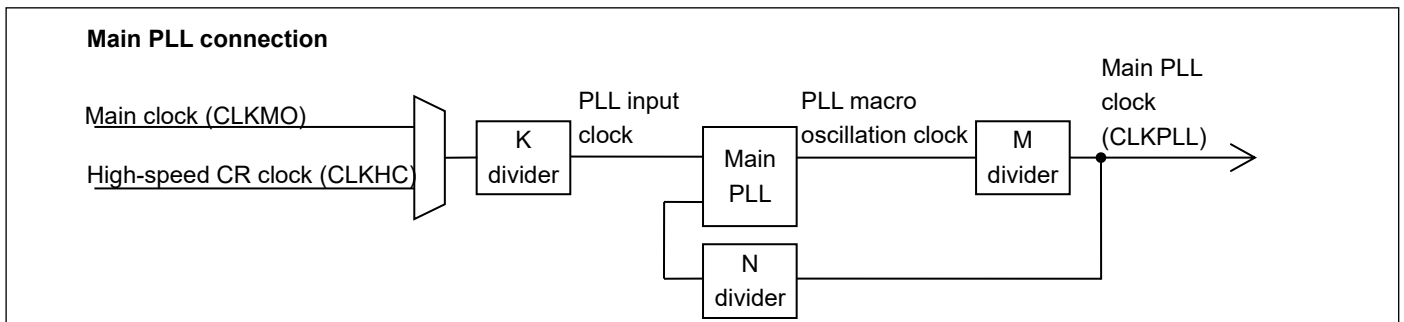 Main PLL connection
Main clock (CLKMO)
High-speed CR clock (CLKHC)
K
divider
PLL input
clock
Main
PLL
PLL macro
oscillation clock
M
divider
N
divider
Main PLL
clock
(CLKPLL)